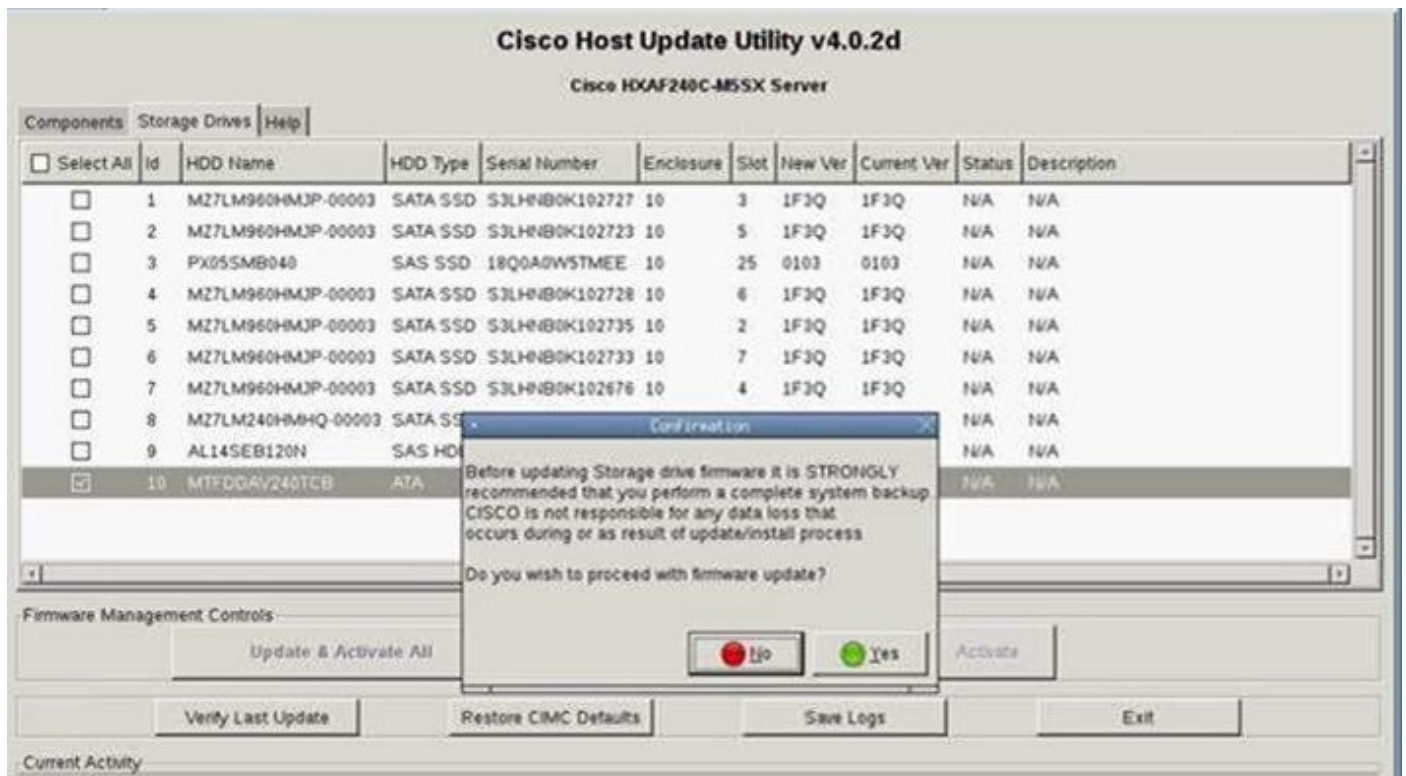 Cisco Host Update Utility v4.0.2d
Cisco HXAF240C-M5SX Server
Components Storage Drives Help
Select All Id HDD Name HDD Type Serial Number Enclosure Slot New Ver Current Ver Status Description
1 MZ7LM960HMJP-00003 SATA SSD S3LHNB0K102727 10 3 1F3Q 1F3Q N/A N/A
2 MZ7LM960HMJP-00003 SATA SSD S3LHNB0K102723 10 5 1F3Q 1F3Q N/A N/A
3 PX05SMB040 SAS SSD 18Q0A0W5TMEE 10 25 0103 0103 N/A N/A
4 MZ7LM960HMJP-00003 SATA SSD S3LHNB0K102728 10 6 1F3Q 1F3Q N/A N/A
5 MZ7LM960HMJP-00003 SATA SSD S3LHNB0K102735 10 2 1F3Q 1F3Q N/A N/A
6 MZ7LM960HMJP-00003 SATA SSD S3LHNB0K102733 10 7 1F3Q 1F3Q N/A N/A
7 MZ7LM960HMJP-00003 SATA SSD S3LHNB0K102676 10 4 1F3Q 1F3Q N/A N/A
8 MZ7LM240HMHQ-00003 SATA SS N/A N/A
9 AL14SEB120N SAS HD N/A N/A
10 MTFDDAV240TCB ATA N/A N/A
Confirmation
Before updating Storage drive firmware it is STRONGLY
recommended that you perform a complete system backup
CISCO is not responsible for any data loss that
occurs during or as result of update/install process
Do you wish to proceed with firmware update?
No Yes
Firmware Management Controls
Update & Activate All Activate
Verify Last Update Restore CIMC Defaults Save Logs Exit
Current Activity